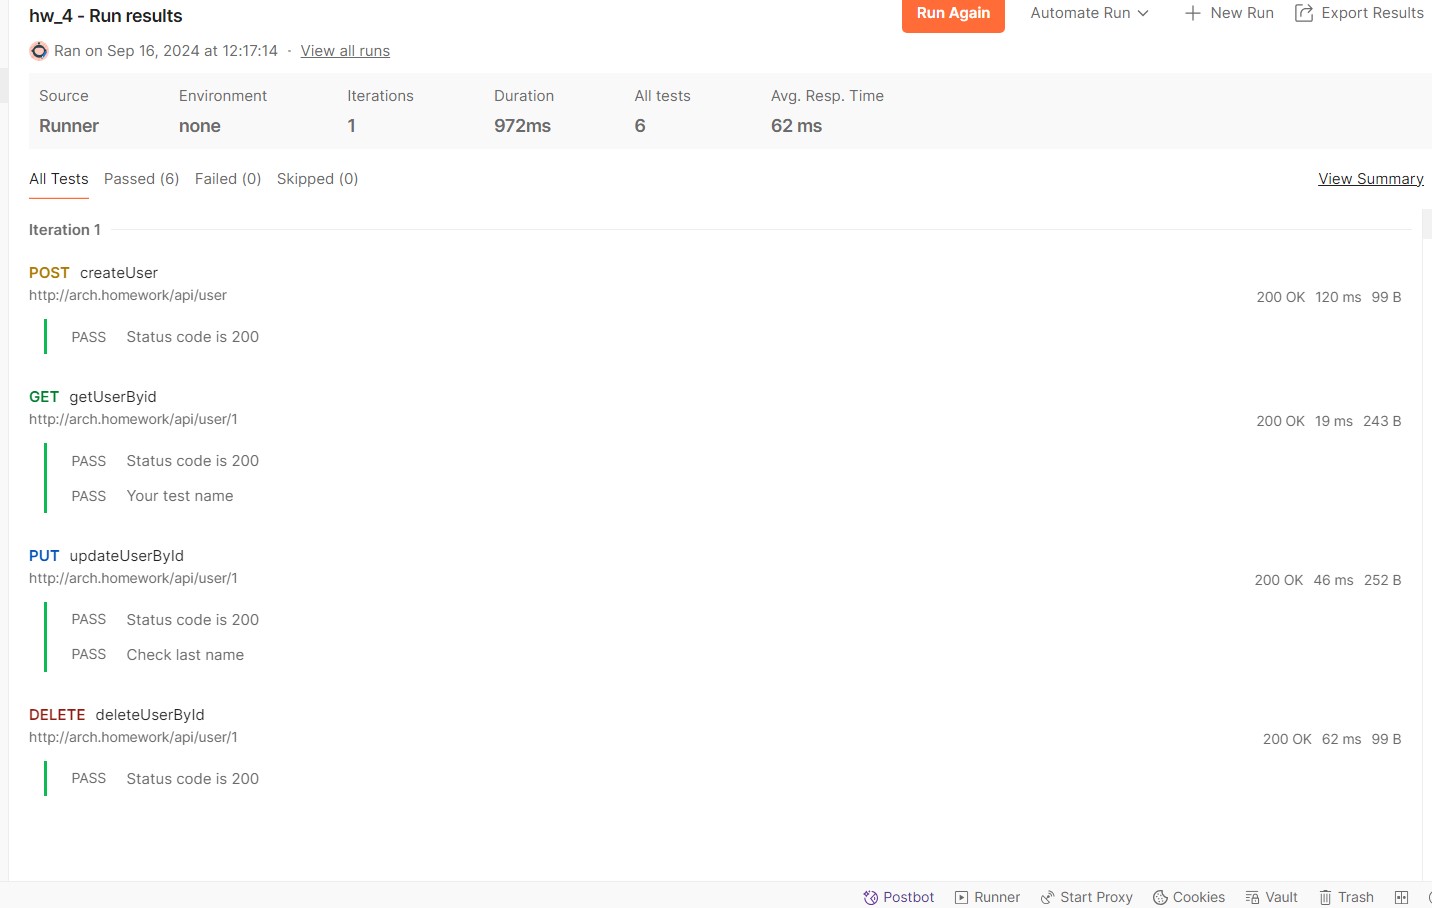 hw_4 - Run results
Run Again
Automate Run
New Run
Export Results
Ran on Sep 16, 2024 at 12:17:14 · View all runs
Source Environment Iterations Duration All tests Avg. Resp. Time
Runner none 1 972ms 6 62 ms
All Tests Passed (6) Failed (0) Skipped (0) View Summary
Iteration 1
POST createUser
http://arch.homework/api/user
200 OK 120 ms 99 B
PASS Status code is 200
GET getUserByid
http://arch.homework/api/user/1
200 OK 19 ms 243 B
PASS Status code is 200
PASS Your test name
PUT updateUserById
http://arch.homework/api/user/1
200 OK 46 ms 252 B
PASS Status code is 200
PASS Check last name
DELETE deleteUserById
http://arch.homework/api/user/1
200 OK 62 ms 99 B
PASS Status code is 200
Postbot Runner Start Proxy Cookies Vault Trash